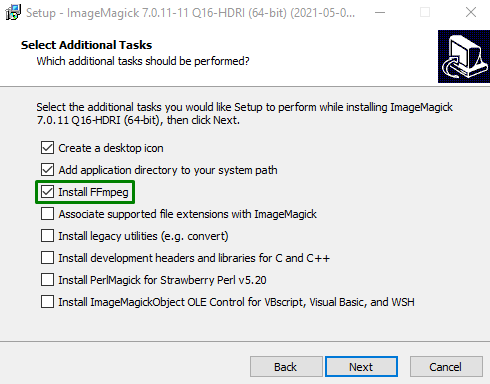 Setup - ImageMagick 7.0.11-11 Q16-HDRI (64-bit) (2021-05-0...
Select Additional Tasks
Which additional tasks should be performed?
Select the additional tasks you would like Setup to perform while installing ImageMagick
7.0.11 Q16-HDRI (64-bit), then click Next.
Create a desktop icon
Add application directory to your system path
Install FFmpeg
Associate supported file extensions with ImageMagick
Install legacy utilities (e.g. convert)
Install development headers and libraries for C and C++
Install PerlMagick for Strawberry Perl v5.20
Install ImageMagickObject OLE Control for VBscript, Visual Basic, and WSH
Back Next Cancel